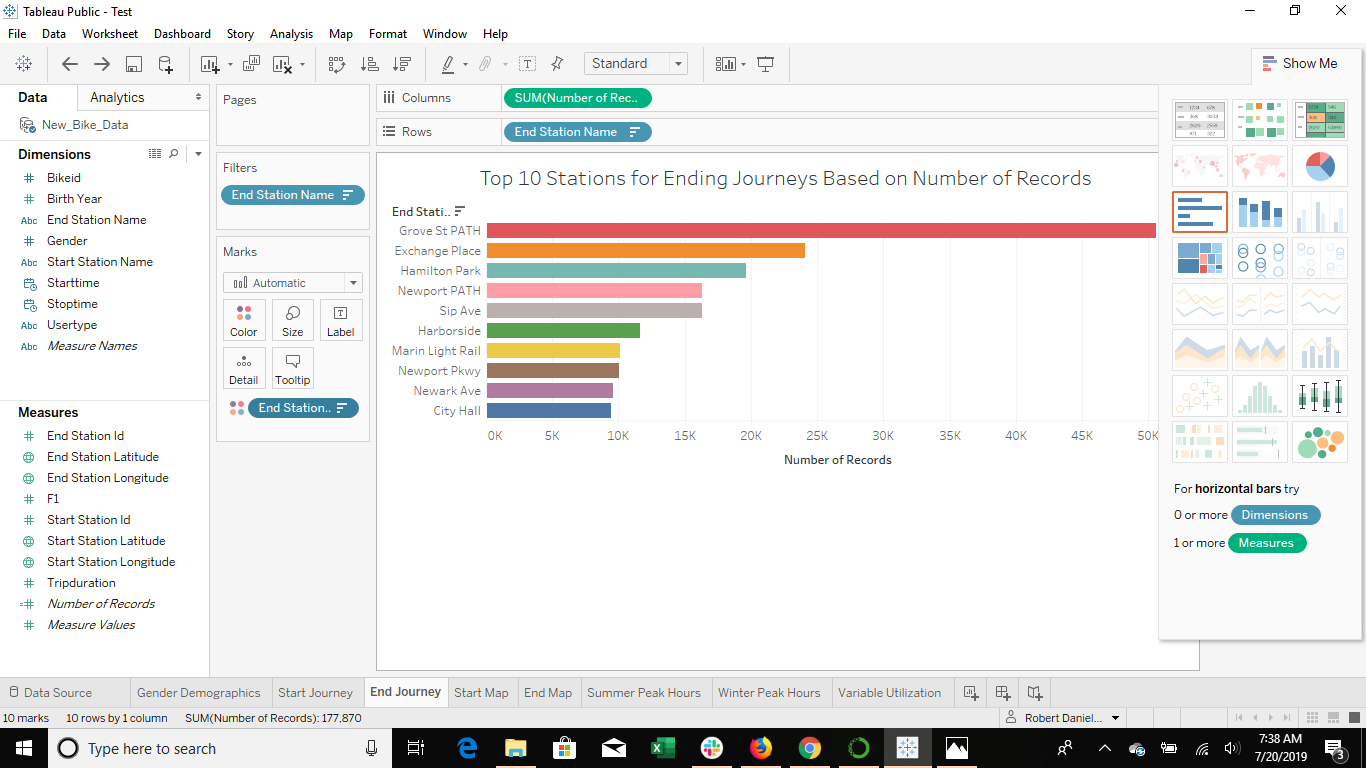 Tableau Public - Test
File Data Worksheet Dashboard Story Analysis Map Format Window Help
Standard
Show Me
Data Analytics
New_Bike_Data
Dimensions
Bikeid
Birth Year
Abc End Station Name
Gender
Abc Start Station Name
Starttime
Stoptime
Abc Usertype
Abc Measure Names
Measures
End Station Id
End Station Latitude
End Station Longitude
F1
Start Station Id
Start Station Latitude
Start Station Longitude
Tripduration
Number of Records
Measure Values
Pages
Filters
End Station Name
Marks
Automatic
Color Size Label
Detail Tooltip
End Station..
Columns SUM(Number of Rec..
Rows End Station Name
Top 10 Stations for Ending Journeys Based on Number of Records
End Stati..
Grove St PATH
Exchange Place
Hamilton Park
Newport PATH
Sip Ave
Harborside
Marin Light Rail
Newport Pkwy
Newark Ave
City Hall
0K 5K 10K 15K 20K 25K 30K 35K 40K 45K 50K
Number of Records
For horizontal bars try
0 or more Dimensions
1 or more Measures
Data Source Gender Demographics Start Journey End Journey Start Map End Map Summer Peak Hours Winter Peak Hours Variable Utilization
10 marks 10 rows by 1 column SUM(Number of Records): 177,870 Robert Daniel...
Type here to search
7:38 AM
7/20/2019
3